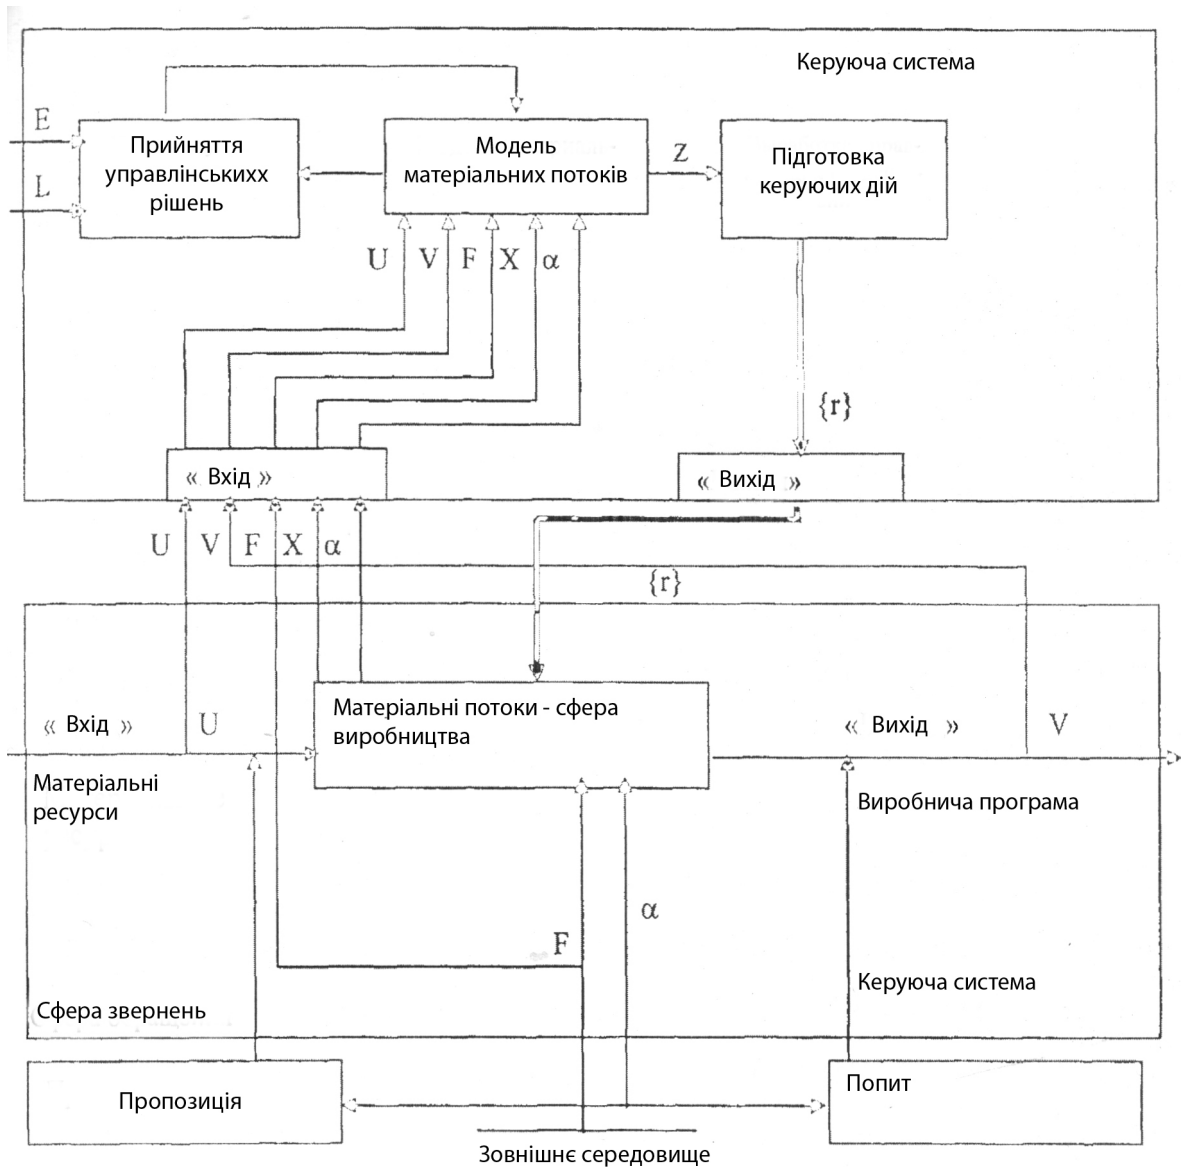 Керуюча система
E
L
Прийняття
управлінськихх
рішень
Модель
матеріальних потоків
Z
Підготовка
керуючих дій
U V F X α
{r}
« Вхід »
« Вихід »
U V F X α
{r}
« Вхід »
U
Матеріальні
ресурси
Матеріальні потоки - сфера
виробництва
« Вихід »
V
Виробнича програма
α
F
Керуюча система
Сфера звернень
Пропозиція
Попит
Зовнішнє середовище